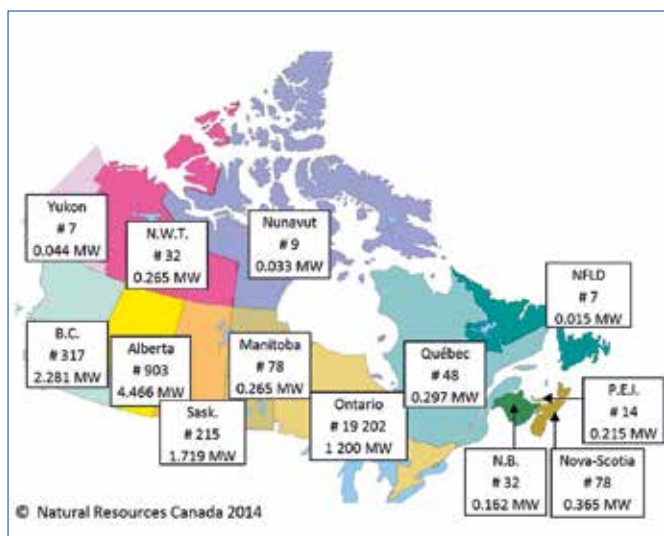 Yukon
# 7
0.044 MW
N.W.T.
# 32
0.265 MW
Nunavut
# 9
0.033 MW
NFLD
# 7
0.015 MW
B.C.
# 317
2.281 MW
Alberta
# 903
4.466 MW
Sask.
# 215
1.719 MW
Manitoba
# 78
0.265 MW
Ontario
# 19 202
1 200 MW
Québec
# 48
0.297 MW
P.E.I.
# 14
0.215 MW
N.B.
# 32
0.162 MW
Nova-Scotia
# 78
0.365 MW
© Natural Resources Canada 2014